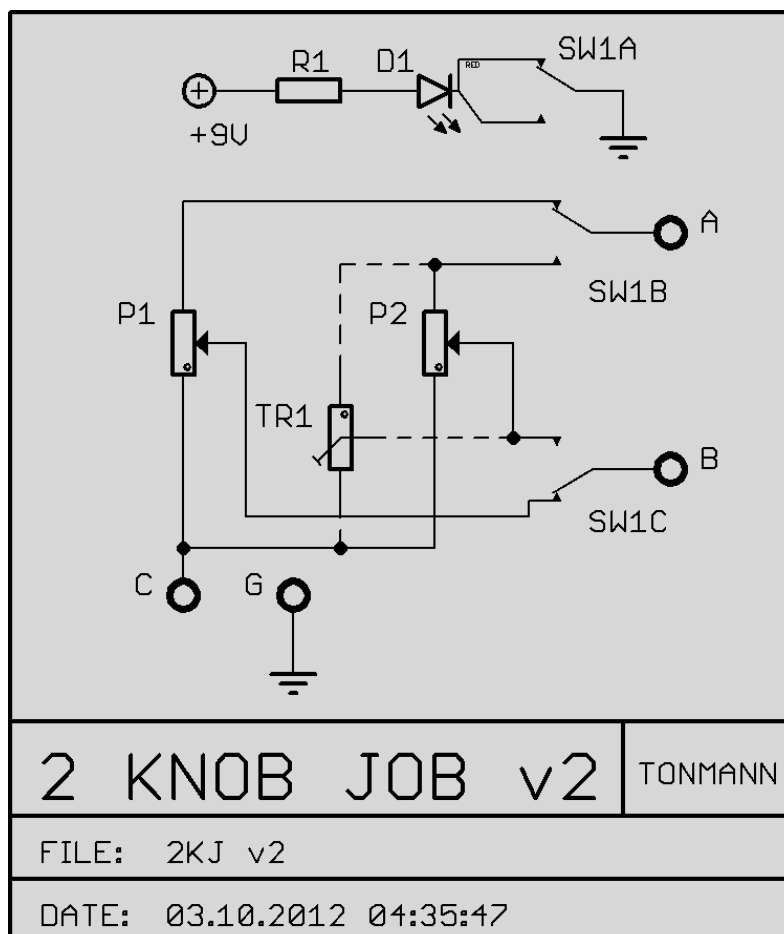 R1
D1
RED
SW1A
+9V
A
SW1B
P1
P2
TR1
B
SW1C
C
G
2 KNOB JOB v2
TONMANN
FILE: 2KJ v2
DATE: 03.10.2012 04:35:47